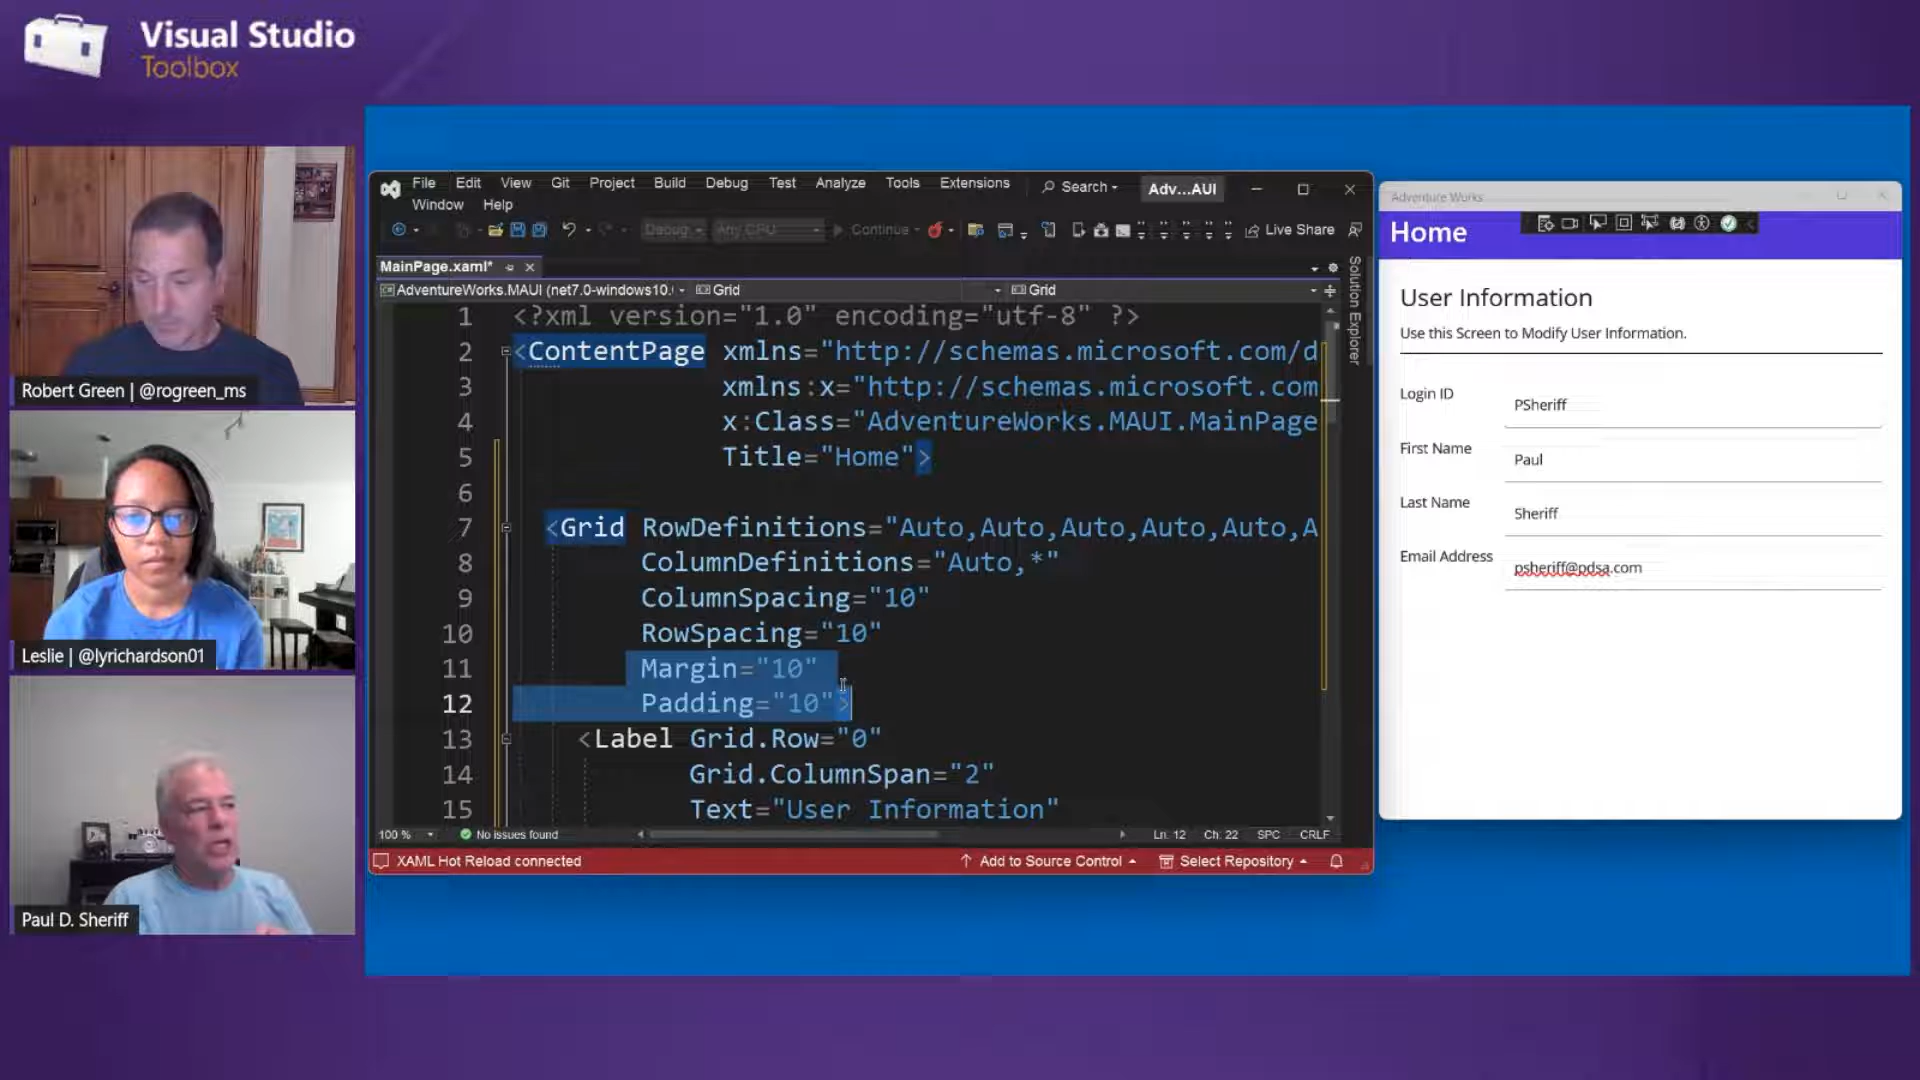 Visual Studio
Toolbox
Robert Green | @rogreen_ms
Leslie | @lyrichardson01
Paul D. Sheriff
File Edit View Git Project Build Debug Test Analyze Tools Extensions Search Adv...AUI
Window Help
Debug Any CPU Continue Live Share
MainPage.xaml*
AdventureWorks.MAUI (net7.0-windows10. Grid Grid
Solution Explorer
1 <?xml version="1.0" encoding="utf-8" ?>
2 <ContentPage xmlns="http://schemas.microsoft.com/d
3 xmlns:x="http://schemas.microsoft.com
4 x:Class="AdventureWorks.MAUI.MainPage
5 Title="Home">
6
7 <Grid RowDefinitions="Auto,Auto,Auto,Auto,Auto,A
8 ColumnDefinitions="Auto,*"
9 ColumnSpacing="10"
10 RowSpacing="10"
11 Margin="10"
12 Padding="10">
13 <Label Grid.Row="0"
14 Grid.ColumnSpan="2"
15 Text="User Information"
100 % No issues found Ln: 12 Ch: 22 SPC CRLF
XAML Hot Reload connected Add to Source Control Select Repository
Adventure Works
Home
User Information
Use this Screen to Modify User Information.
Login ID PSheriff
First Name Paul
Last Name Sheriff
Email Address psheriff@pdsa.com